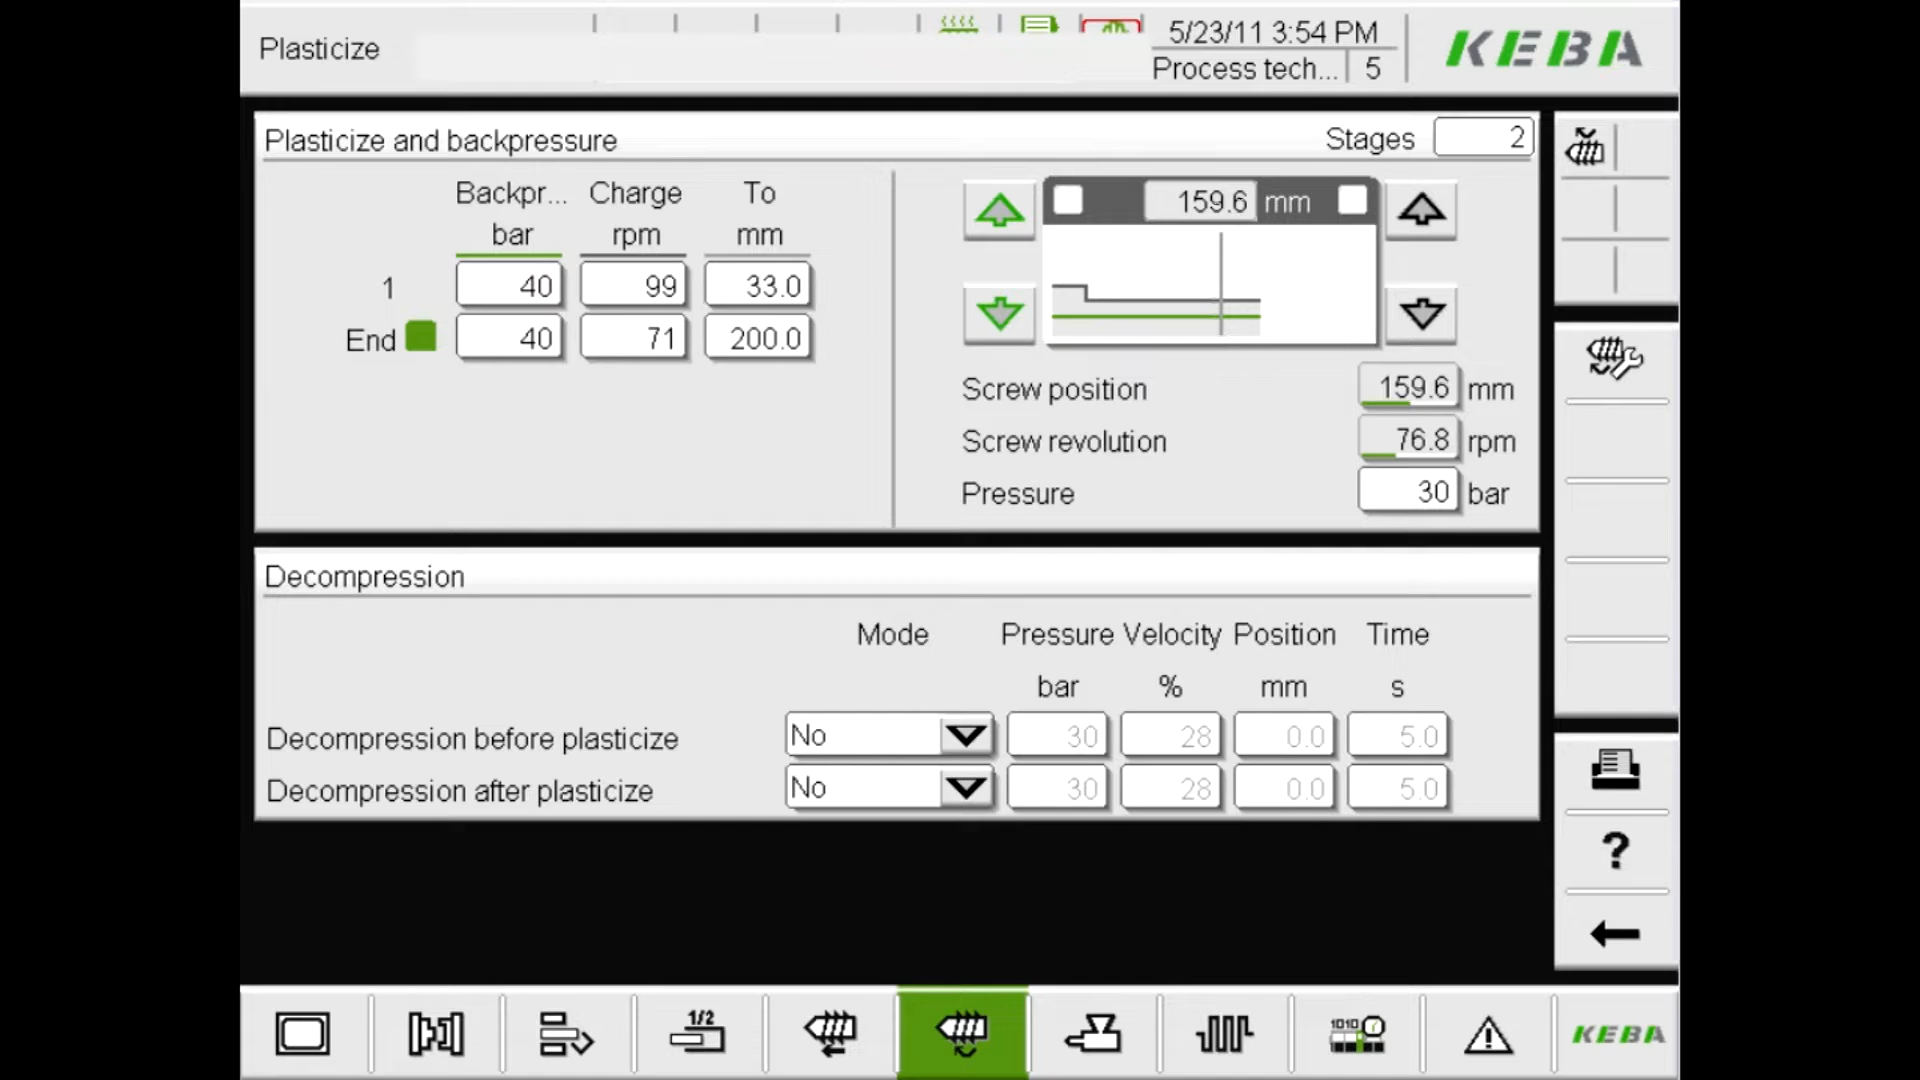 Plasticize
5/23/11 3:54 PM
Process tech... 5
KEBA
Plasticize and backpressure
Stages 2
Backpr... Charge To
bar rpm mm
1 40 99 33.0
End 40 71 200.0
159.6 mm
Screw position 159.6 mm
Screw revolution 76.8 rpm
Pressure 30 bar
Decompression
Mode Pressure Velocity Position Time
bar % mm s
Decompression before plasticize No 30 28 0.0 5.0
Decompression after plasticize No 30 28 0.0 5.0
?
1/2
1010
KEBA